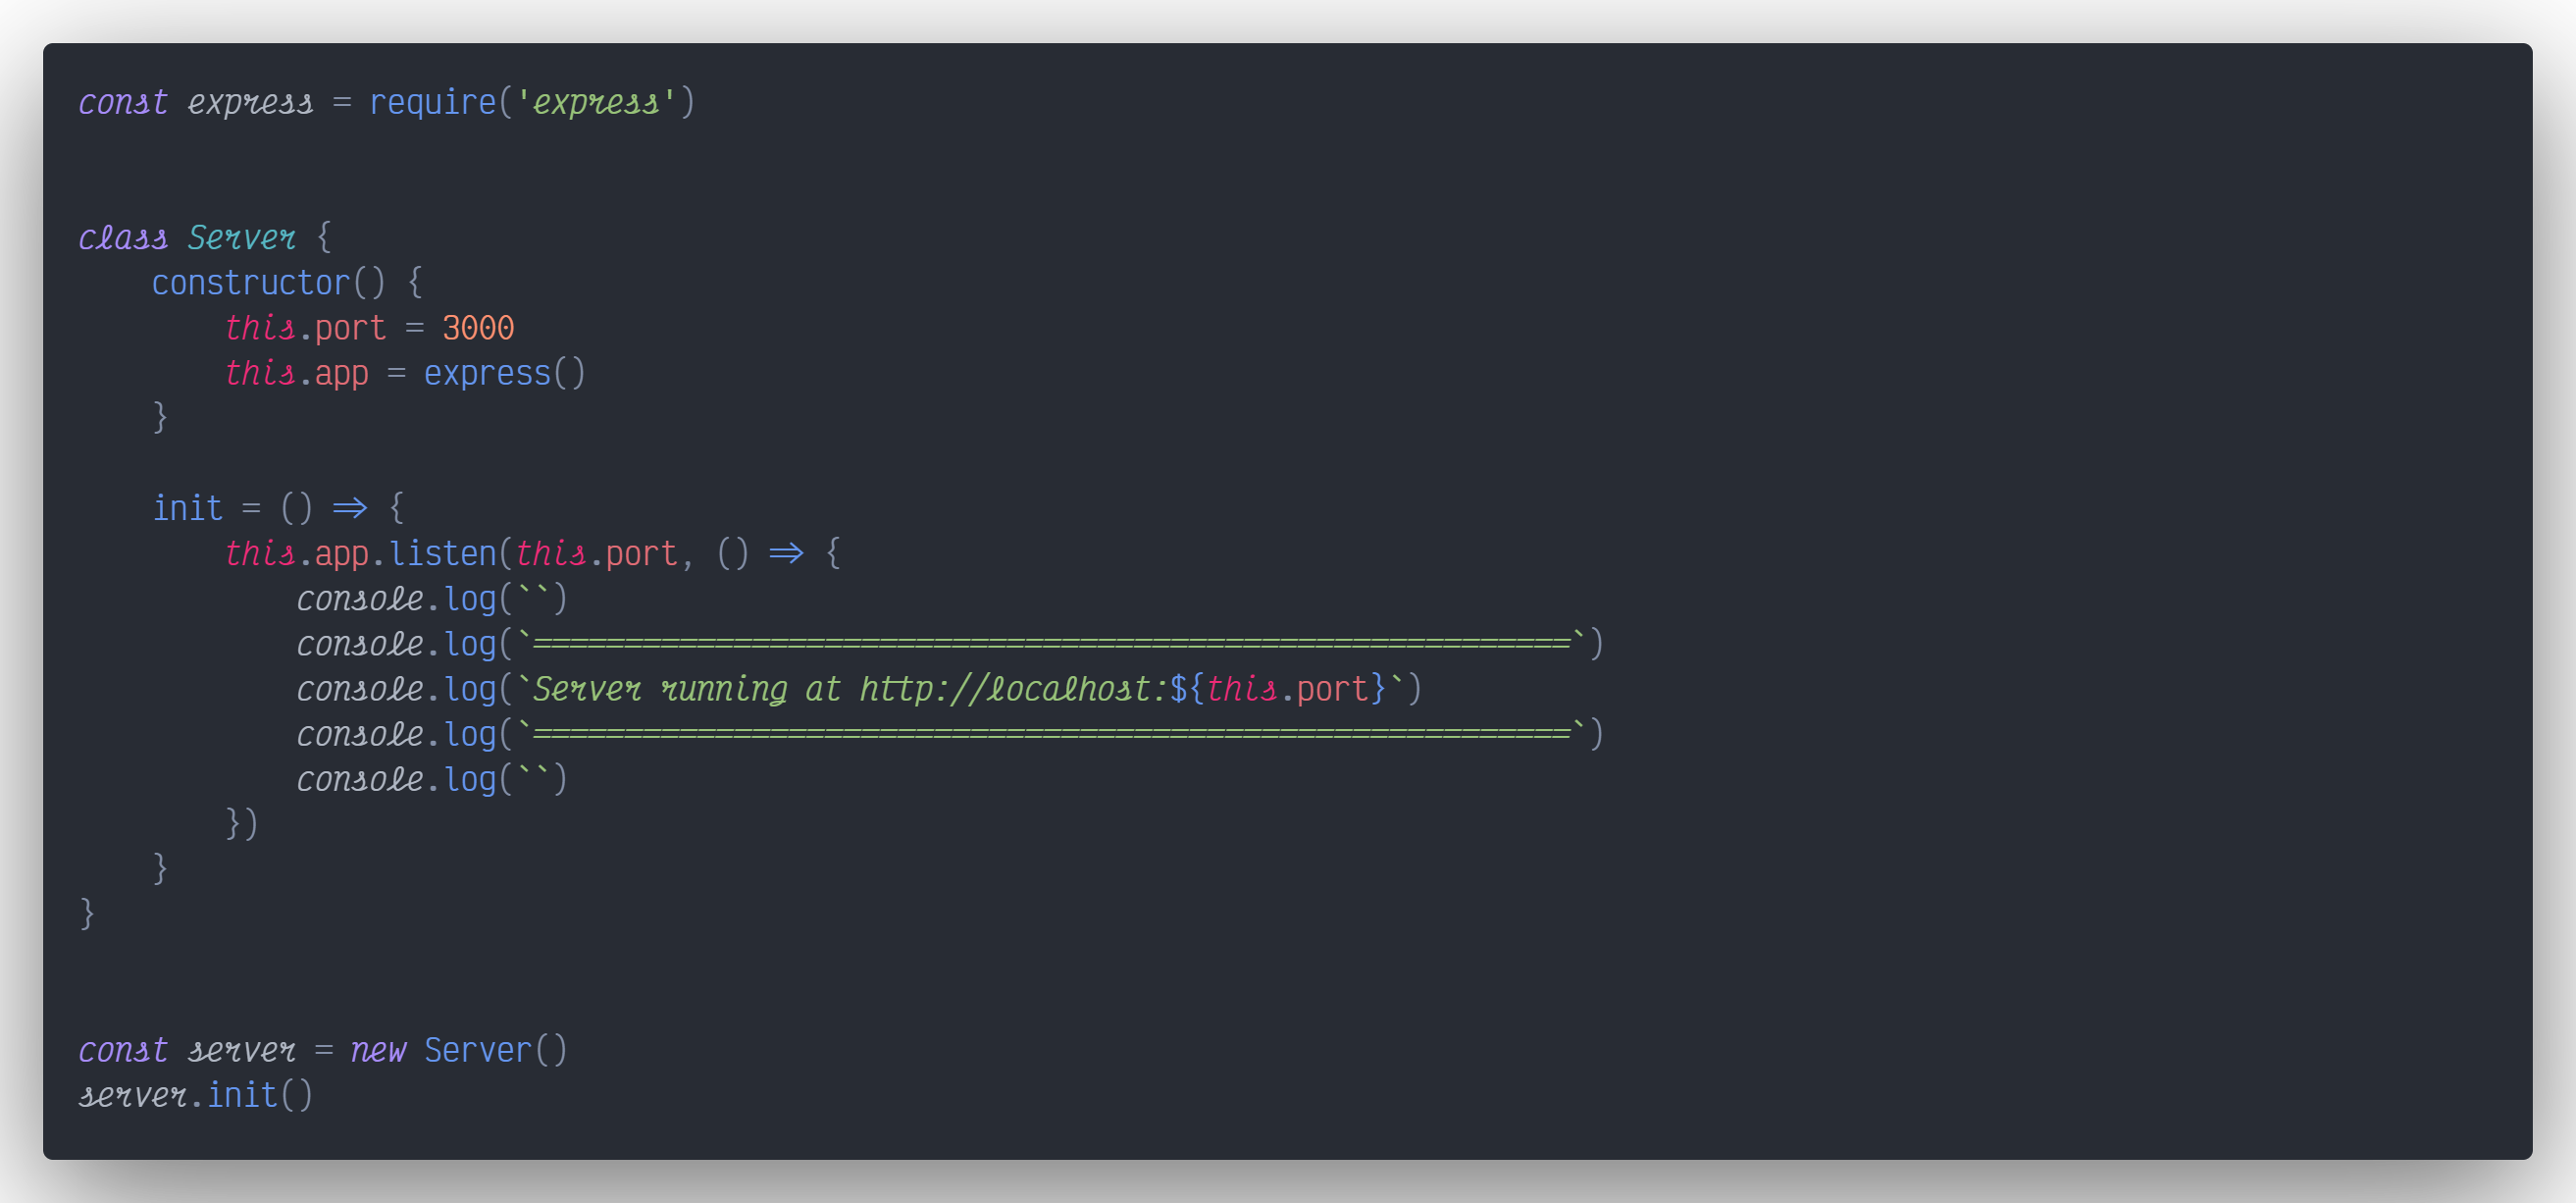 const express = require('express')
class Server {
    constructor() {
        this.port = 3000
        this.app = express()
    }
    init = () => {
        this.app.listen(this.port, () => {
            console.log(``)
            console.log(`=========================================================`)
            console.log(`Server running at http://localhost:${this.port}`)
            console.log(`=========================================================`)
            console.log(``)
        })
    }
}
const server = new Server()
server.init()